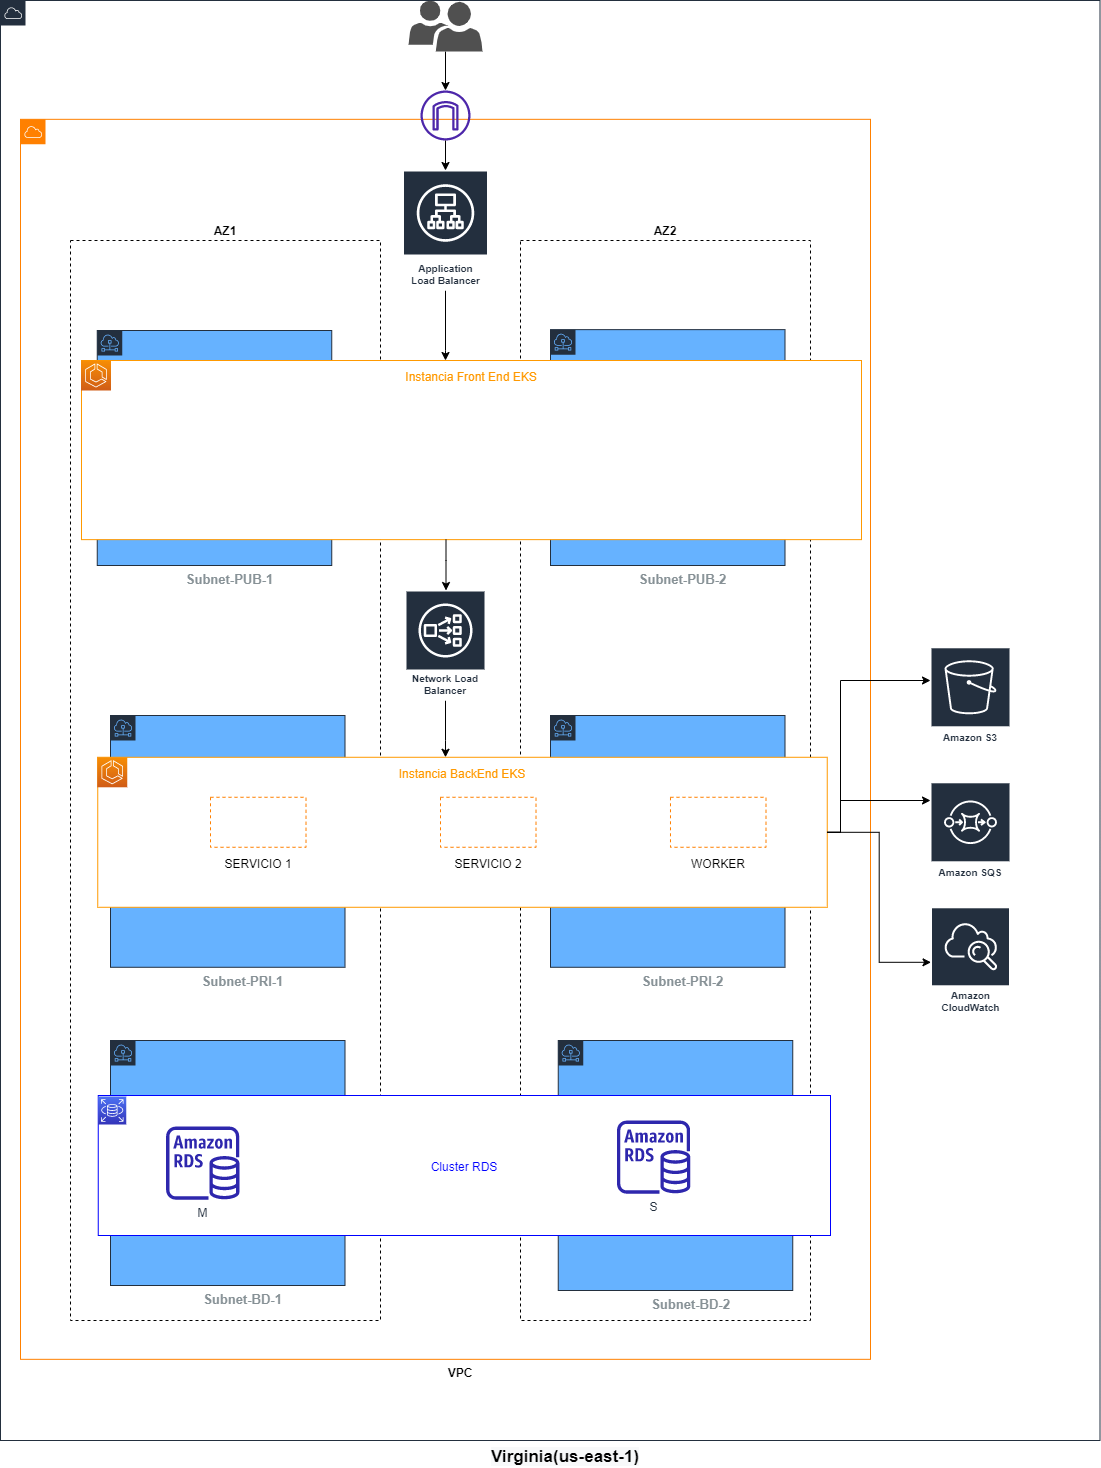 AZ1
AZ2
Application
Load Balancer
Instancia Front End EKS
Subnet-PUB-1
Subnet-PUB-2
Network Load
Balancer
Amazon S3
Instancia BackEnd EKS
SERVICIO 1
SERVICIO 2
WORKER
Amazon SQS
Subnet-PRI-1
Subnet-PRI-2
Amazon
CloudWatch
Amazon
RDS
M
Cluster RDS
Amazon
RDS
S
Subnet-BD-1
Subnet-BD-2
VPC
Virginia(us-east-1)